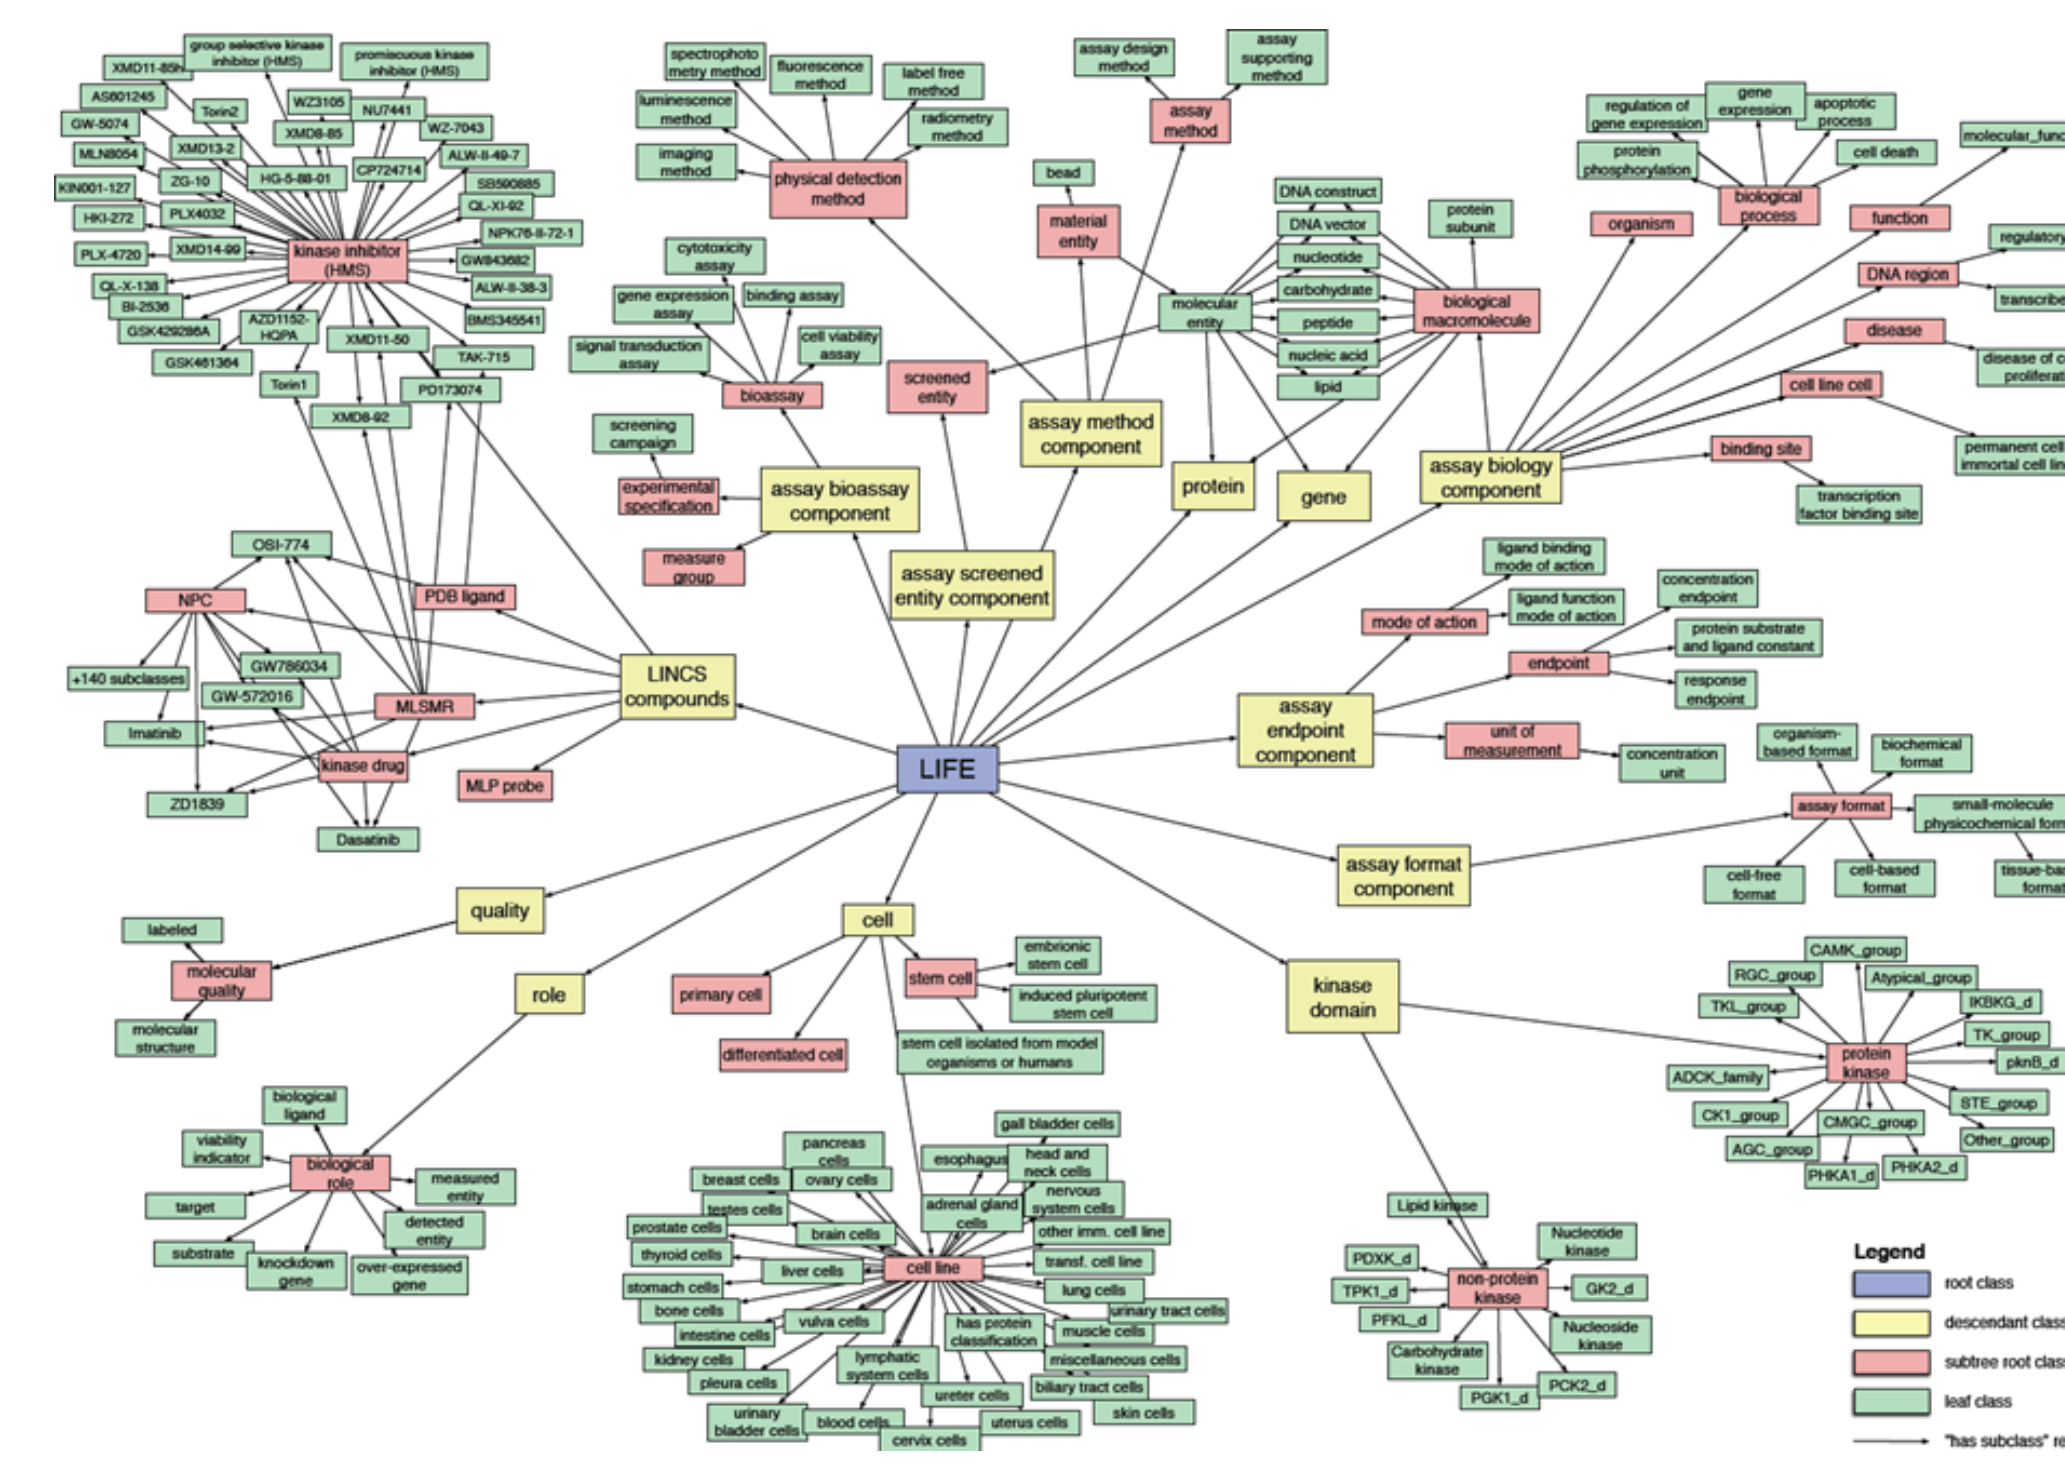 group selective kinase
inhibitor (HMS)
promiscuous kinase
inhibitor (HMS)
XMD11-85h
AS601245
Torin2
WZ3105
NU7441
GW-5074
XMD8-85
WZ-7043
MLN8054
XMD13-2
ALW-II-49-7
KIN001-127
ZG-10
HG-5-88-01
CP724714
SB590885
HKI-272
PLX4032
QL-XI-92
NPK76-II-72-1
PLX-4720
XMD14-99
kinase inhibitor
(HMS)
GW843682
QL-X-138
ALW-II-38-3
BI-2536
GSK429286A
AZD1152-
HQPA
BMS345541
GSK461364
XMD11-50
TAK-715
Torin1
PD173074
XMD8-92
spectrophoto
metry method
fluorescence
method
label free
method
luminescence
method
radiometry
method
imaging
method
physical detection
method
cytotoxicity
assay
gene expression
assay
binding assay
signal transduction
assay
cell viability
assay
bioassay
screening
campaign
experimental
specification
assay bioassay
component
measure
group
assay design
method
assay
supporting
method
assay
method
bead
material
entity
screened
entity
assay method
component
assay screened
entity component
DNA construct
DNA vector
nucleotide
carbohydrate
peptide
nucleic acid
lipid
molecular
entity
protein
subunit
biological
macromolecule
protein
gene
assay biology
component
regulation of
gene expression
gene
expression
apoptotic
process
protein
phosphorylation
cell death
biological
process
molecular_func
organism
function
regulatory
DNA region
transcribe
disease
disease of c
proliferat
cell line cell
permanent cell
immortal cell lin
binding site
transcription
factor binding site
OSI-774
NPC
PDB ligand
GW786034
+140 subclasses
GW-572016
MLSMR
Imatinib
kinase drug
MLP probe
ZD1839
Dasatinib
LINCS
compounds
LIFE
ligand binding
mode of action
ligand function
mode of action
mode of action
concentration
endpoint
protein substrate
and ligand constant
endpoint
response
endpoint
assay
endpoint
component
unit of
measurement
concentration
unit
organism-
based format
biochemical
format
assay format
small-molecule
physicochemical form
cell-free
format
cell-based
format
tissue-bas
format
assay format
component
quality
labeled
molecular
quality
molecular
structure
role
biological
ligand
viability
indicator
biological
role
measured
entity
target
detected
entity
substrate
knockdown
gene
over-expressed
gene
cell
primary cell
stem cell
embrionic
stem cell
induced pluripotent
stem cell
differentiated cell
stem cell isolated from model
organisms or humans
gall bladder cells
pancreas
cells
esophagus
head and
neck cells
breast cells
ovary cells
nervous
system cells
testes cells
adrenal gland
cells
prostate cells
brain cells
other imm. cell line
thyroid cells
liver cells
cell line
transf. cell line
stomach cells
lung cells
bone cells
urinary tract cells
intestine cells
vulva cells
has protein
classification
muscle cells
kidney cells
lymphatic
system cells
miscellaneous cells
pleura cells
ureter cells
biliary tract cells
urinary
bladder cells
blood cells
uterus cells
skin cells
cervix cells
kinase
domain
CAMK_group
RGC_group
Atypical_group
TKL_group
IKBKG_d
TK_group
protein
kinase
pknB_d
ADCK_family
STE_group
CK1_group
CMGC_group
AGC_group
Other_group
PHKA1_d
PHKA2_d
Lipid kinase
Nucleotide
kinase
PDXK_d
non-protein
kinase
GK2_d
TPK1_d
PFKL_d
Nucleoside
kinase
Carbohydrate
kinase
PGK1_d
PCK2_d
Legend
root class
descendant class
subtree root class
leaf class
"has subclass" re